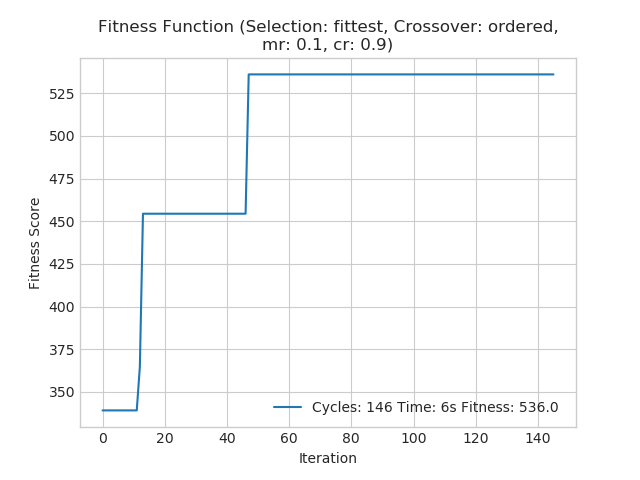 Fitness Function (Selection: fittest, Crossover: ordered,
mr: 0.1, cr: 0.9)
525
500
475
450
425
400
375
350
Fitness Score
Cycles: 146 Time: 6s Fitness: 536.0
0 20 40 60 80 100 120 140
Iteration